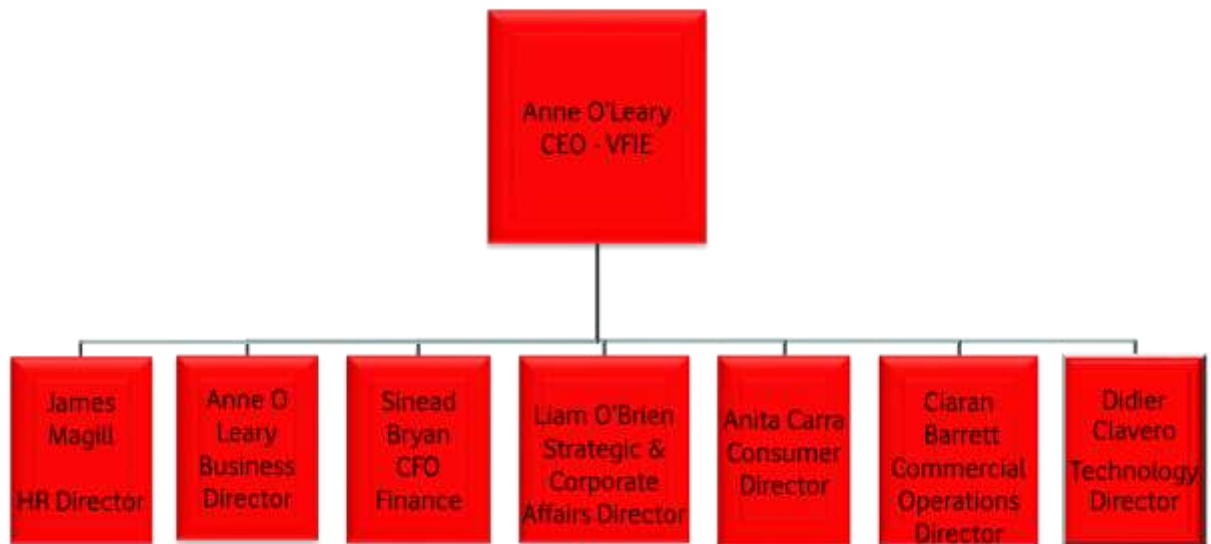 Anne O'Leary
CEO - VFIE
James
Magill
HR Director
Anne O
Leary
Business
Director
Sinead
Bryan
CFO
Finance
Liam O'Brien
Strategic &
Corporate
Affairs Director
Anita Carra
Consumer
Director
Ciaran
Barrett
Commercial
Operations
Director
Didier
Clavero
Technology
Director